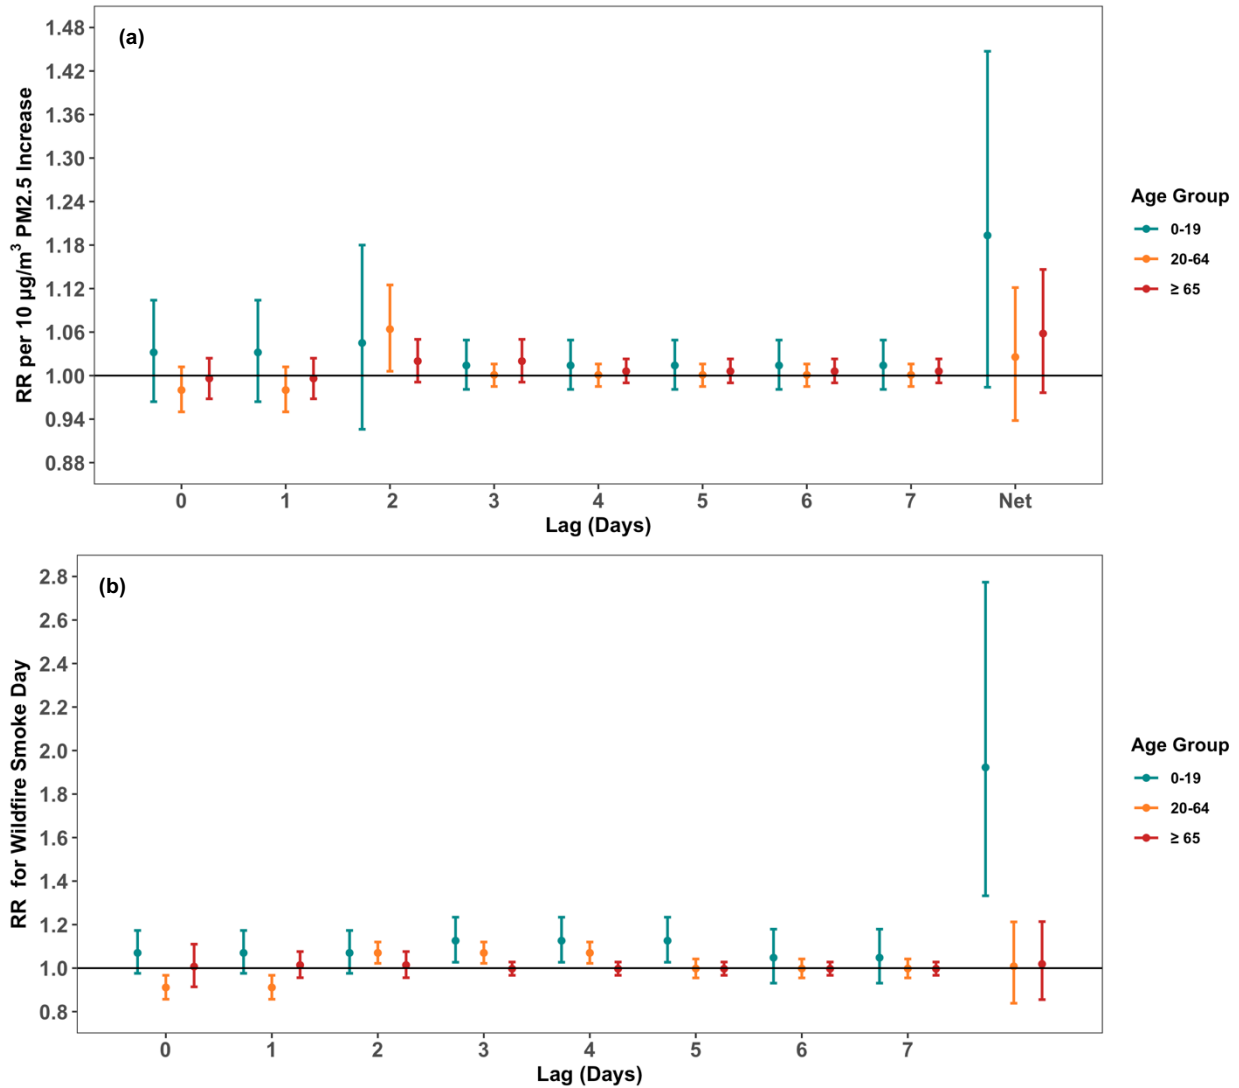 (a)
RR per 10 µg/m³ PM2.5 Increase
1.48
1.42
1.36
1.30
1.24
1.18
1.12
1.06
1.00
0.94
0.88
0 1 2 3 4 5 6 7 Net
Lag (Days)
Age Group
0-19
20-64
≥ 65
(b)
RR for Wildfire Smoke Day
2.8
2.6
2.4
2.2
2.0
1.8
1.6
1.4
1.2
1.0
0.8
0 1 2 3 4 5 6 7
Lag (Days)
Age Group
0-19
20-64
≥ 65